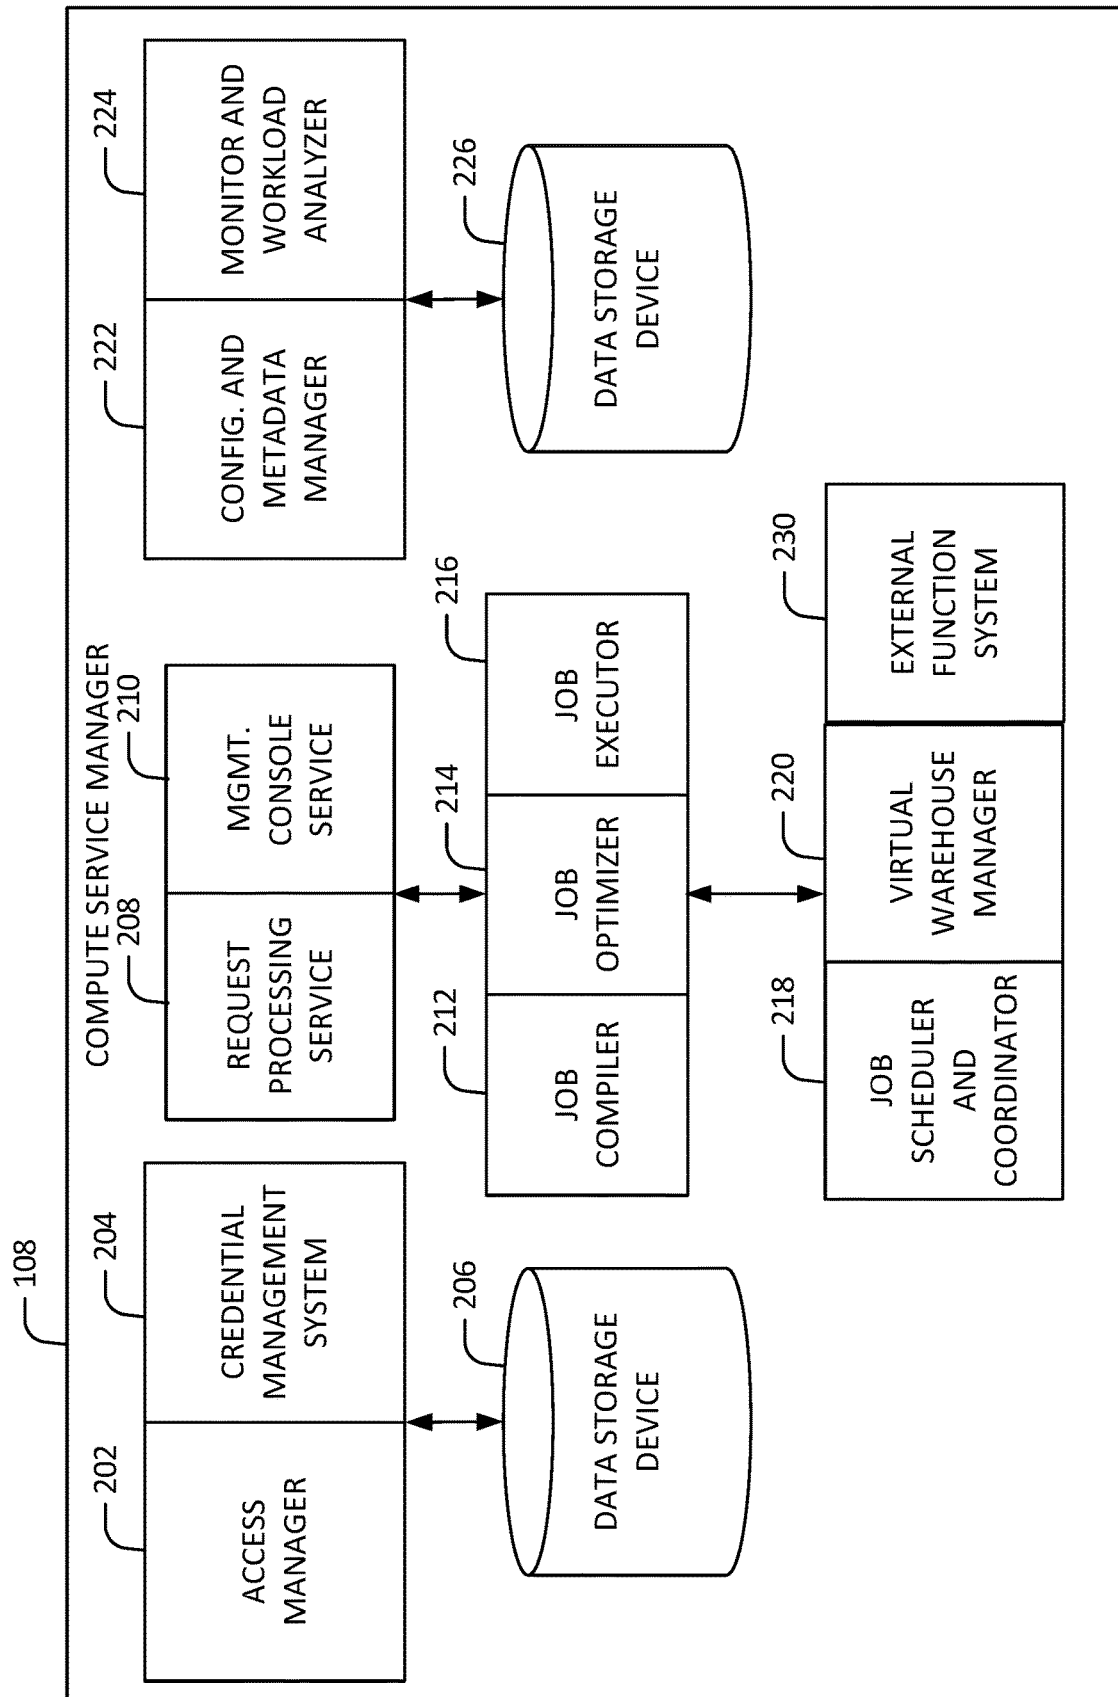 108
COMPUTE SERVICE MANAGER
202
ACCESS
MANAGER
204
CREDENTIAL
MANAGEMENT
SYSTEM
206
DATA STORAGE
DEVICE
208
REQUEST
PROCESSING
SERVICE
210
MGMT.
CONSOLE
SERVICE
212
JOB
COMPILER
214
JOB
OPTIMIZER
216
JOB
EXECUTOR
218
JOB
SCHEDULER
AND
COORDINATOR
220
VIRTUAL
WAREHOUSE
MANAGER
230
EXTERNAL
FUNCTION
SYSTEM
222
CONFIG. AND
METADATA
MANAGER
224
MONITOR AND
WORKLOAD
ANALYZER
226
DATA STORAGE
DEVICE